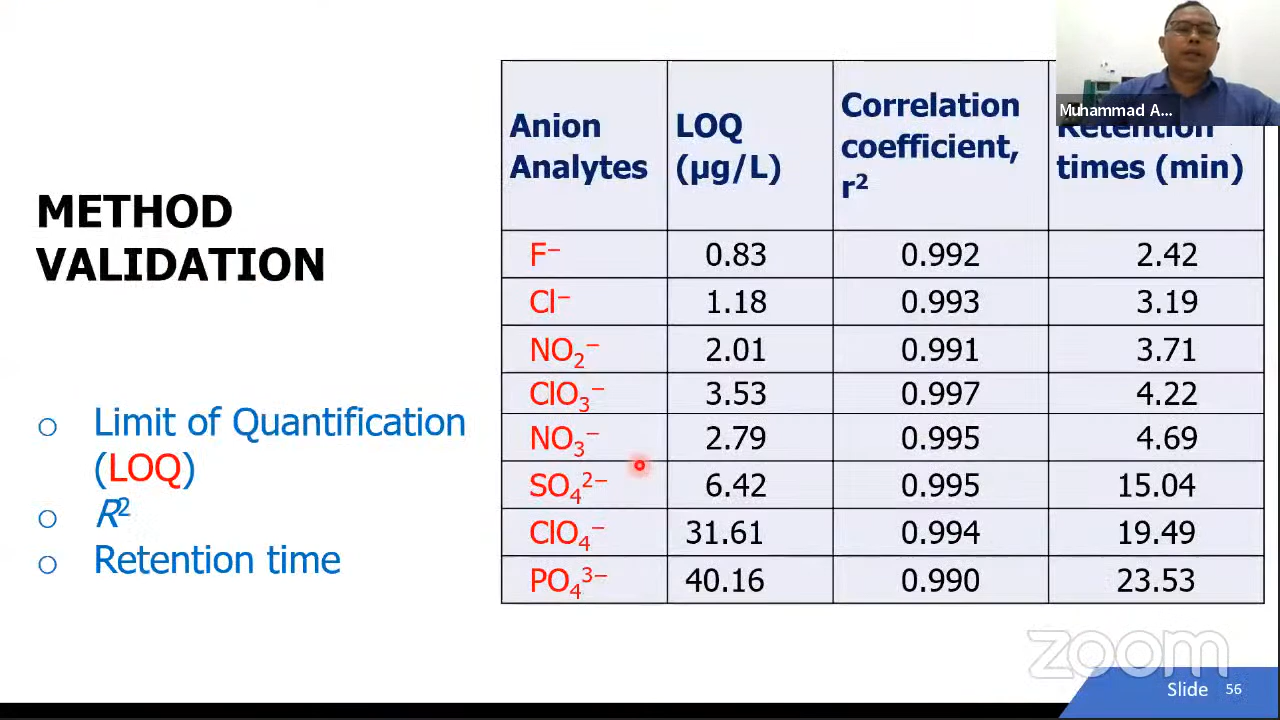 METHOD
VALIDATION
o Limit of Quantification
(LOQ)
o R²
o Retention time
Anion Analytes | LOQ (µg/L) | Correlation coefficient, r² | Retention times (min)
F⁻ | 0.83 | 0.992 | 2.42
Cl⁻ | 1.18 | 0.993 | 3.19
NO₂⁻ | 2.01 | 0.991 | 3.71
ClO₃⁻ | 3.53 | 0.997 | 4.22
NO₃⁻ | 2.79 | 0.995 | 4.69
SO₄²⁻ | 6.42 | 0.995 | 15.04
ClO₄⁻ | 31.61 | 0.994 | 19.49
PO₄³⁻ | 40.16 | 0.990 | 23.53
Muhammad A...
zoom
Slide 56